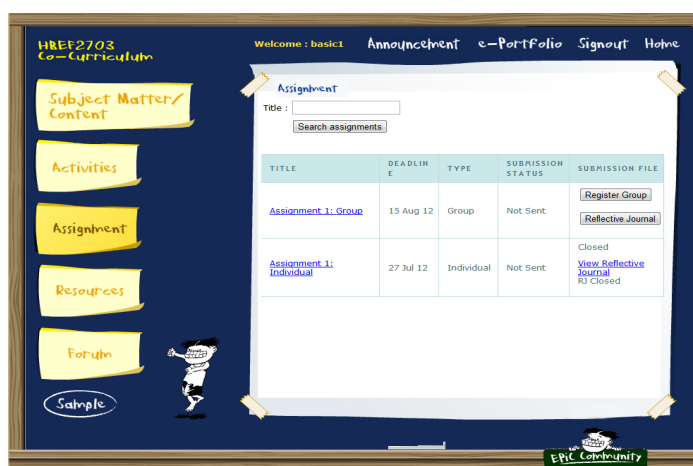 HREF2703
Co-Curriculum
Welcome : basic1
Announcement
e-Portfolio
Signout
Home
Subject Matter/
Content
Activities
Assignment
Resources
Forum
Sample
Assignment
Title :
Search assignments
TITLE
DEADLIN
E
TYPE
SUBMISSION
STATUS
SUBMISSION FILE
Assignment 1: Group
15 Aug 12
Group
Not Sent
Register Group
Reflective Journal
Assignment 1:
Individual
27 Jul 12
Individual
Not Sent
Closed
View Reflective
Journal
RJ Closed
EPiC Community